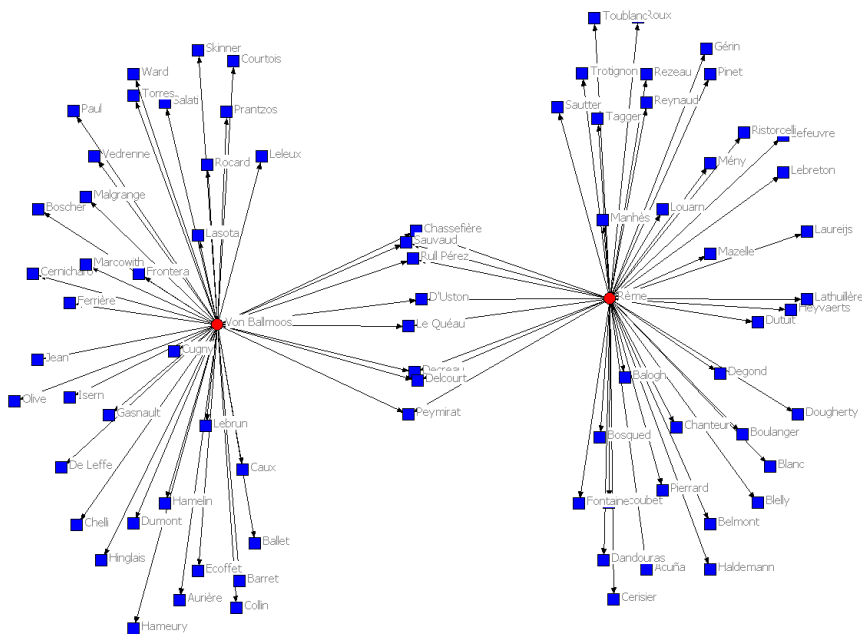 Toublanc
Roux
Skinner
Gérin
Courtois
Ward
Trotignon
Rezeau
Pinet
Torres
Salati
Reynaud
Paul
Prantzos
Sautter
Tagger
Ristorcelli
Lefeuvre
Vedrenne
Rocard
Leleux
Mény
Lebreton
Malgrange
Boscher
Louarn
Manhès
Chassefière
Laureijs
Lasota
Sauvaud
Rull Pérez
Mazelle
Marcowith
Cernicharo
Frontera
Ferrière
D'Uston
Rème
Lathuillère
Heyvaerts
Von Ballmoos
Le Quéau
Dutuit
Cugny
Jean
Decreau
Delcourt
Balogh
Degond
Olive
Isern
Gasnault
Peymirat
Dougherty
Lebrun
Chanteur
Bosqued
Boulanger
De Leffe
Caux
Blanc
Pierrard
Hamelin
Fontaine
coubet
Blelly
Chelli
Dumont
Belmont
Ballet
Hinglais
Dandouras
Ecoffet
Acuña
Haldemann
Barret
Aurière
Collin
Cerisier
Hameury